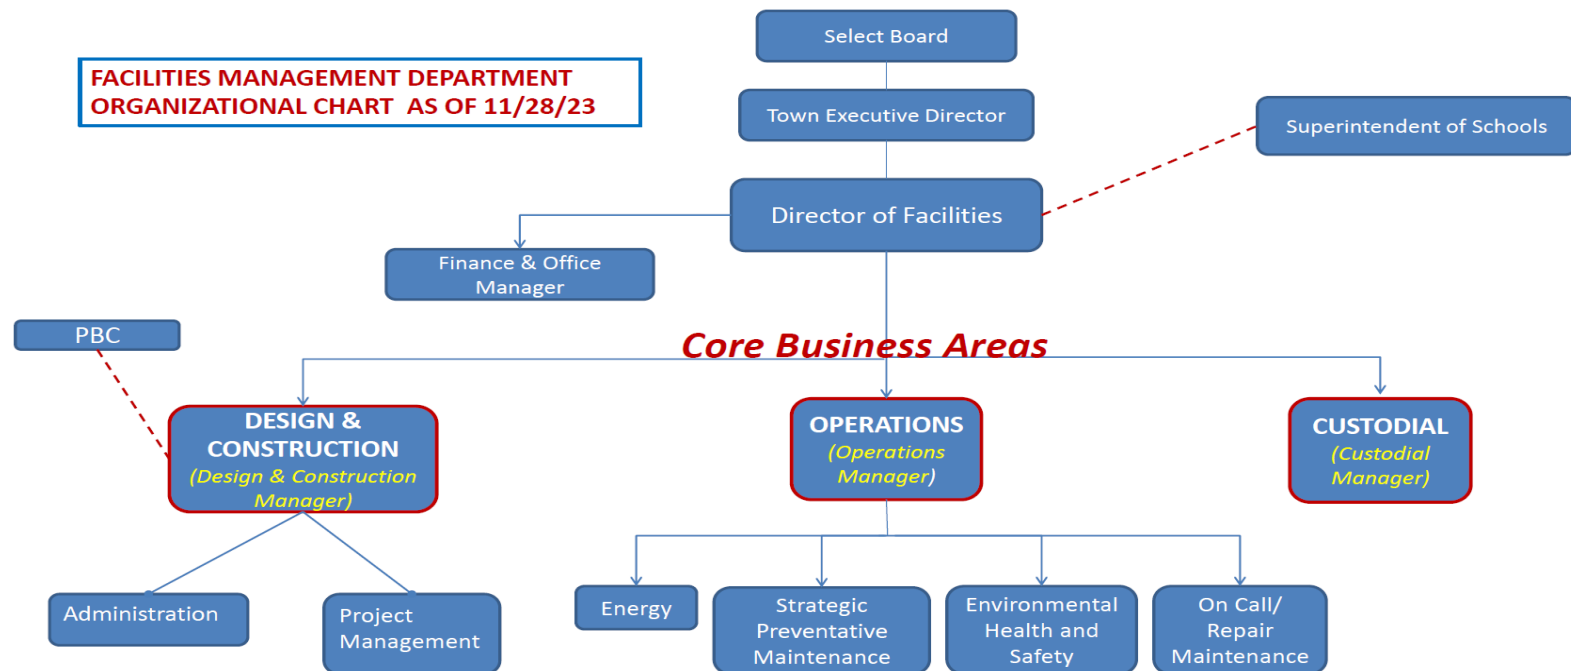 Select Board
FACILITIES MANAGEMENT DEPARTMENT
ORGANIZATIONAL CHART AS OF 11/28/23
Town Executive Director
Superintendent of Schools
Director of Facilities
Finance & Office
Manager
PBC
Core Business Areas
DESIGN &
CONSTRUCTION
(Design & Construction
Manager)
OPERATIONS
(Operations
Manager)
CUSTODIAL
(Custodial
Manager)
Administration
Project
Management
Energy
Strategic
Preventative
Maintenance
Environmental
Health and
Safety
On Call/
Repair
Maintenance